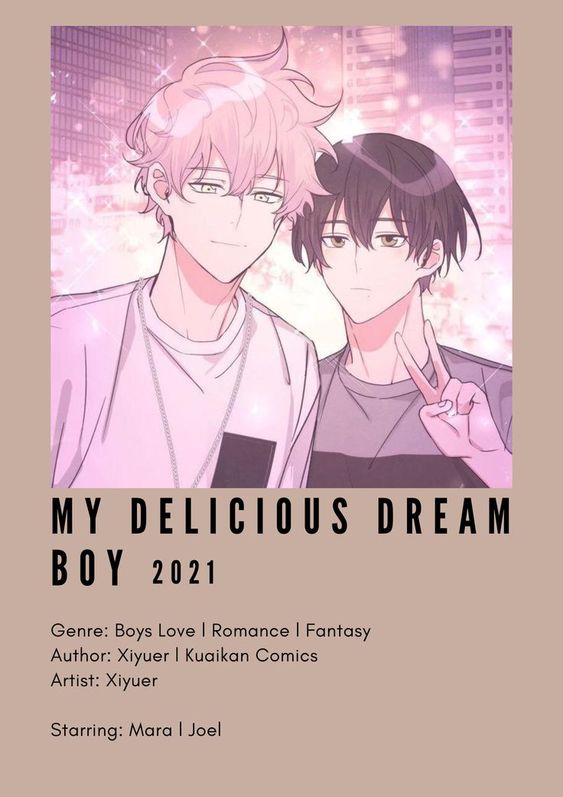 MY DELICIOUS DREAM
BOY 2021
Genre: Boys Love | Romance | Fantasy
Author: Xiyuer | Kuaikan Comics
Artist: Xiyuer
Starring: Mara | Joel